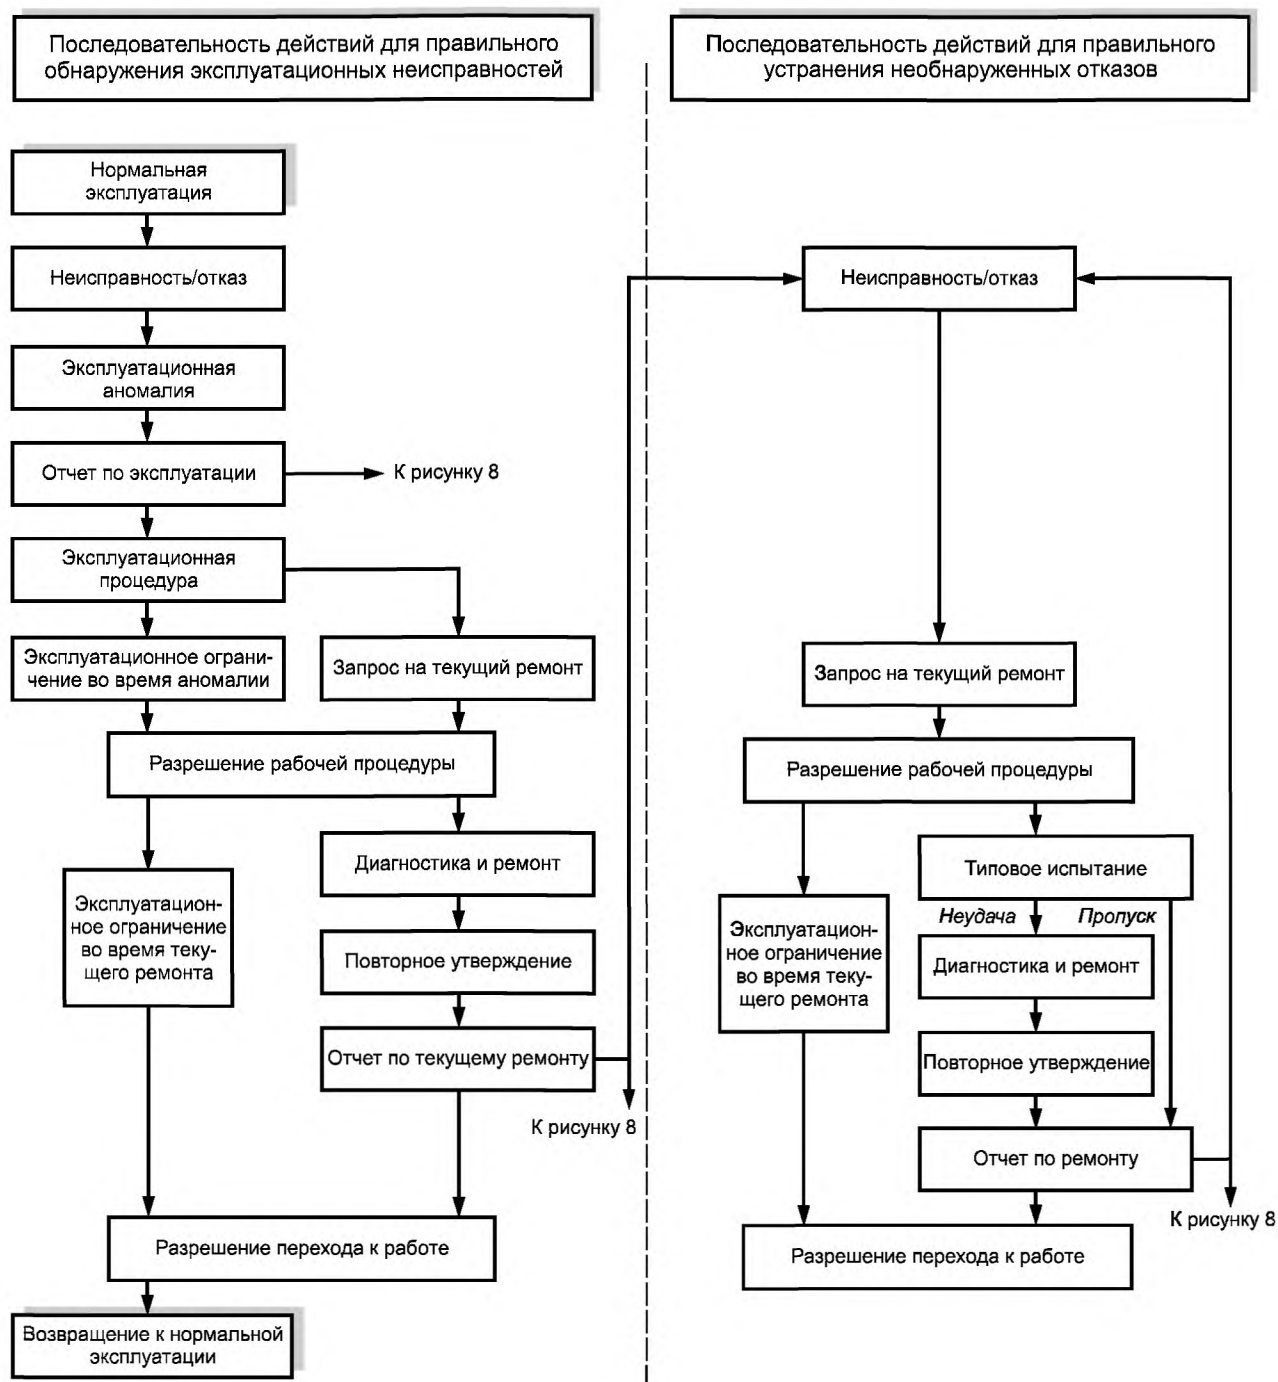 Последовательность действий для правильного
обнаружения эксплуатационных неисправностей
Последовательность действий для правильного
устранения необнаруженных отказов
Нормальная
эксплуатация
Неисправность/отказ
Эксплуатационная
аномалия
Отчет по эксплуатации
К рисунку 8
Эксплуатационная
процедура
Эксплуатационное ограни-
чение во время аномалии
Запрос на текущий ремонт
Разрешение рабочей процедуры
Диагностика и ремонт
Эксплуатацион-
ное ограничение
во время теку-
щего ремонта
Повторное утверждение
Отчет по текущему ремонту
К рисунку 8
Разрешение перехода к работе
Возвращение к нормальной
эксплуатации
Неисправность/отказ
Запрос на текущий ремонт
Разрешение рабочей процедуры
Типовое испытание
Неудача
Пропуск
Эксплуатацион-
ное ограничение
во время теку-
щего ремонта
Диагностика и ремонт
Повторное утверждение
Отчет по ремонту
К рисунку 8
Разрешение перехода к работе